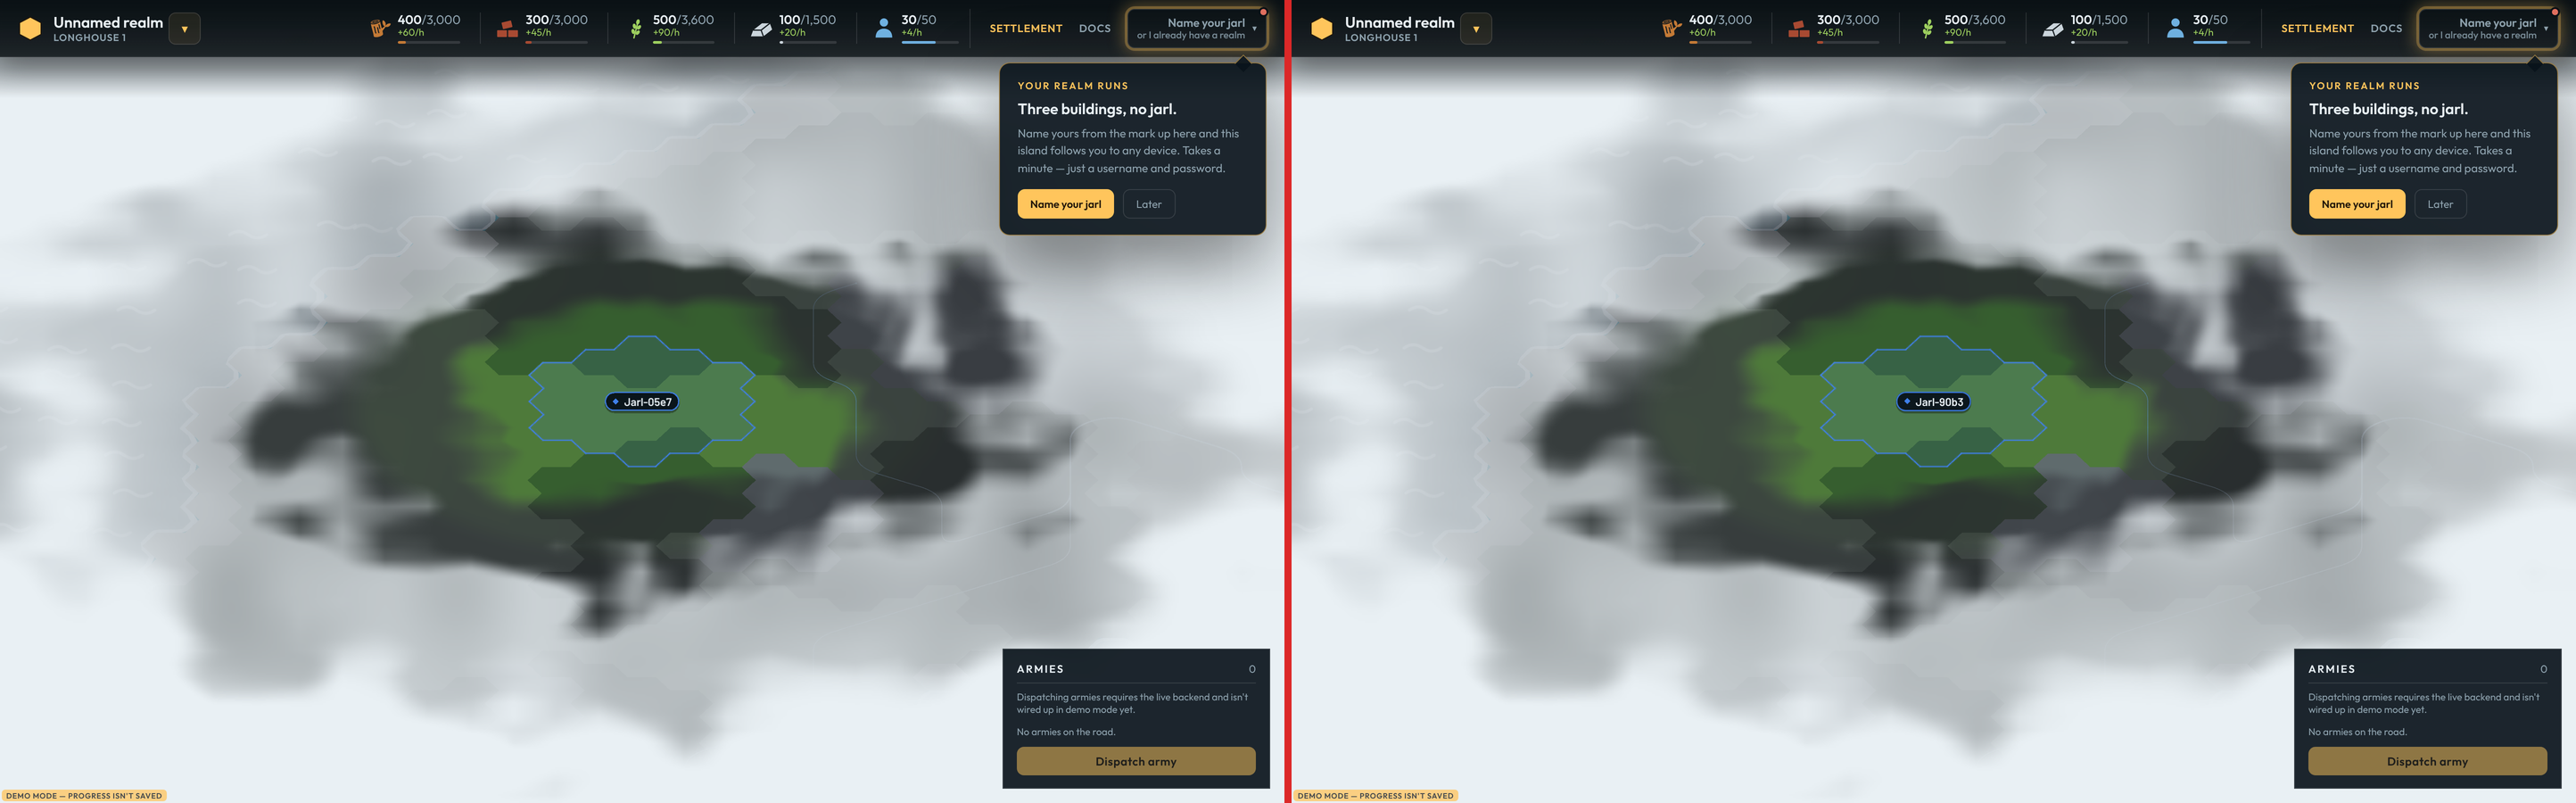 Unnamed realm
LONGHOUSE 1
▼
400/3,000
+60/h
300/3,000
+45/h
500/3,600
+90/h
100/1,500
+20/h
30/50
+4/h
SETTLEMENT
DOCS
Name your jarl
or I already have a realm
▼
YOUR REALM RUNS
Three buildings, no jarl.
Name yours from the mark up here and this
island follows you to any device. Takes a
minute — just a username and password.
Name your jarl
Later
Jarl-05e7
ARMIES
0
Dispatching armies requires the live backend and isn't
wired up in demo mode yet.
No armies on the road.
Dispatch army
DEMO MODE — PROGRESS ISN'T SAVED
Unnamed realm
LONGHOUSE 1
▼
400/3,000
+60/h
300/3,000
+45/h
500/3,600
+90/h
100/1,500
+20/h
30/50
+4/h
SETTLEMENT
DOCS
Name your jarl
or I already have a realm
▼
YOUR REALM RUNS
Three buildings, no jarl.
Name yours from the mark up here and this
island follows you to any device. Takes a
minute — just a username and password.
Name your jarl
Later
Jarl-90b3
ARMIES
0
Dispatching armies requires the live backend and isn't
wired up in demo mode yet.
No armies on the road.
Dispatch army
DEMO MODE — PROGRESS ISN'T SAVED